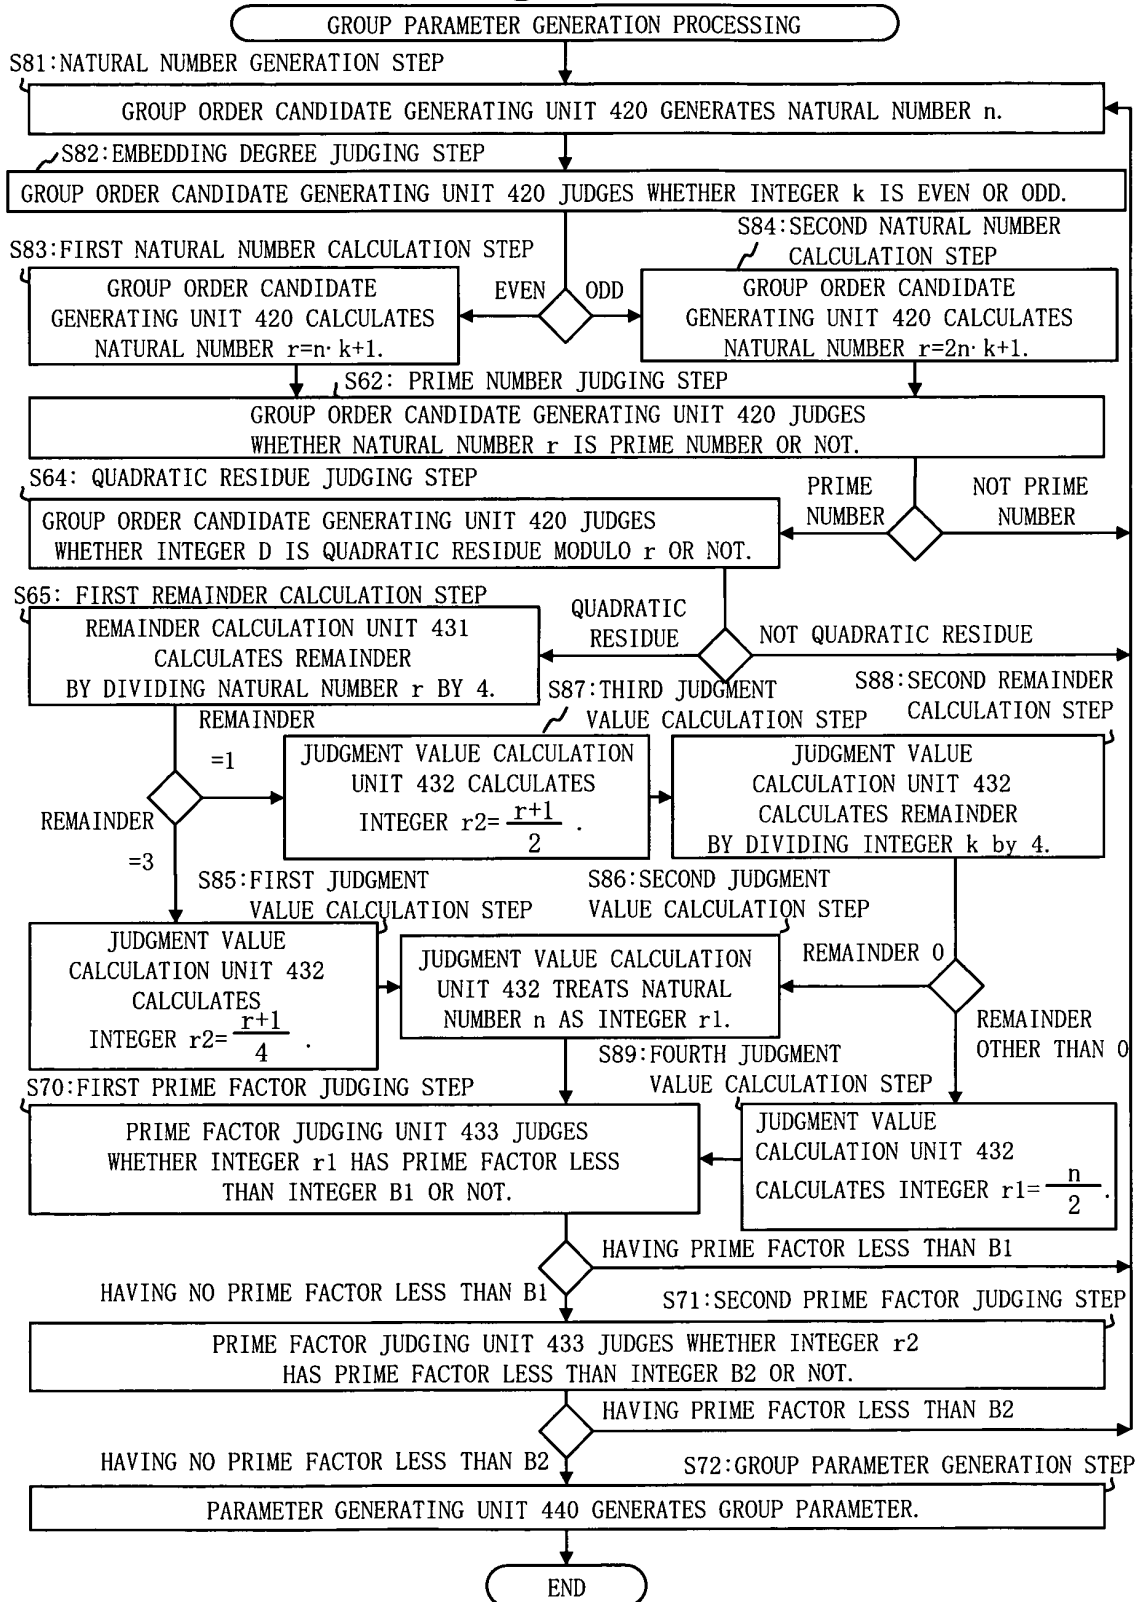 GROUP PARAMETER GENERATION PROCESSING
S81:NATURAL NUMBER GENERATION STEP
GROUP ORDER CANDIDATE GENERATING UNIT 420 GENERATES NATURAL NUMBER n.
S82:EMBEDDING DEGREE JUDGING STEP
GROUP ORDER CANDIDATE GENERATING UNIT 420 JUDGES WHETHER INTEGER k IS EVEN OR ODD.
S83:FIRST NATURAL NUMBER CALCULATION STEP
S84:SECOND NATURAL NUMBER
CALCULATION STEP
GROUP ORDER CANDIDATE
GENERATING UNIT 420 CALCULATES
NATURAL NUMBER r=n· k+1.
EVEN
ODD
GROUP ORDER CANDIDATE
GENERATING UNIT 420 CALCULATES
NATURAL NUMBER r=2n· k+1.
S62: PRIME NUMBER JUDGING STEP
GROUP ORDER CANDIDATE GENERATING UNIT 420 JUDGES
WHETHER NATURAL NUMBER r IS PRIME NUMBER OR NOT.
S64: QUADRATIC RESIDUE JUDGING STEP
PRIME
NUMBER
NOT PRIME
NUMBER
GROUP ORDER CANDIDATE GENERATING UNIT 420 JUDGES
WHETHER INTEGER D IS QUADRATIC RESIDUE MODULO r OR NOT.
S65: FIRST REMAINDER CALCULATION STEP
QUADRATIC
RESIDUE
NOT QUADRATIC RESIDUE
REMAINDER CALCULATION UNIT 431
CALCULATES REMAINDER
BY DIVIDING NATURAL NUMBER r BY 4.
S87:THIRD JUDGMENT
VALUE CALCULATION STEP
S88:SECOND REMAINDER
CALCULATION STEP
REMAINDER
=1
JUDGMENT VALUE CALCULATION
UNIT 432 CALCULATES
INTEGER r2=r+1/2 .
JUDGMENT VALUE
CALCULATION UNIT 432
CALCULATES REMAINDER
BY DIVIDING INTEGER k by 4.
REMAINDER
=3
S85:FIRST JUDGMENT
VALUE CALCULATION STEP
S86:SECOND JUDGMENT
VALUE CALCULATION STEP
JUDGMENT VALUE
CALCULATION UNIT 432
CALCULATES
INTEGER r2=r+1/4 .
JUDGMENT VALUE CALCULATION
UNIT 432 TREATS NATURAL
NUMBER n AS INTEGER r1.
REMAINDER 0
REMAINDER
OTHER THAN 0
S89:FOURTH JUDGMENT
VALUE CALCULATION STEP
S70:FIRST PRIME FACTOR JUDGING STEP
PRIME FACTOR JUDGING UNIT 433 JUDGES
WHETHER INTEGER r1 HAS PRIME FACTOR LESS
THAN INTEGER B1 OR NOT.
JUDGMENT VALUE
CALCULATION UNIT 432
CALCULATES INTEGER r1=n/2.
HAVING PRIME FACTOR LESS THAN B1
HAVING NO PRIME FACTOR LESS THAN B1
S71:SECOND PRIME FACTOR JUDGING STEP
PRIME FACTOR JUDGING UNIT 433 JUDGES WHETHER INTEGER r2
HAS PRIME FACTOR LESS THAN INTEGER B2 OR NOT.
HAVING PRIME FACTOR LESS THAN B2
HAVING NO PRIME FACTOR LESS THAN B2
S72:GROUP PARAMETER GENERATION STEP
PARAMETER GENERATING UNIT 440 GENERATES GROUP PARAMETER.
END